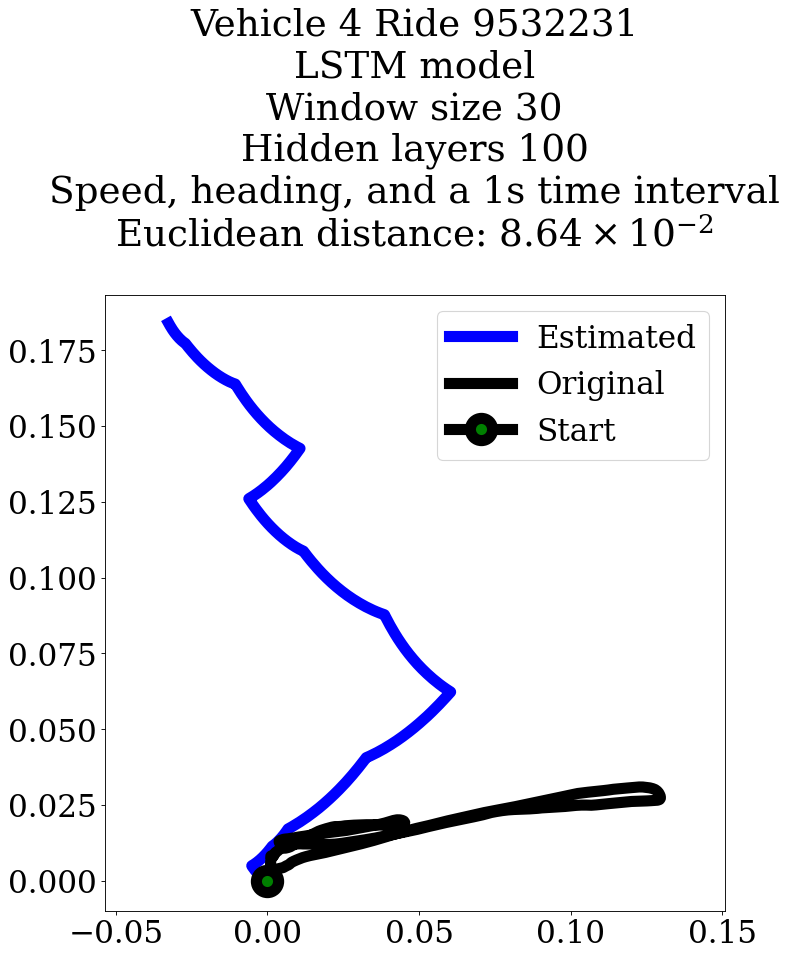 Vehicle 4 Ride 9532231
LSTM model
Window size 30
Hidden layers 100
Speed, heading, and a 1s time interval
Euclidean distance: 8.64 × 10⁻²
Estimated
Original
Start
0.175
0.150
0.125
0.100
0.075
0.050
0.025
0.000
−0.05 0.00 0.05 0.10 0.15